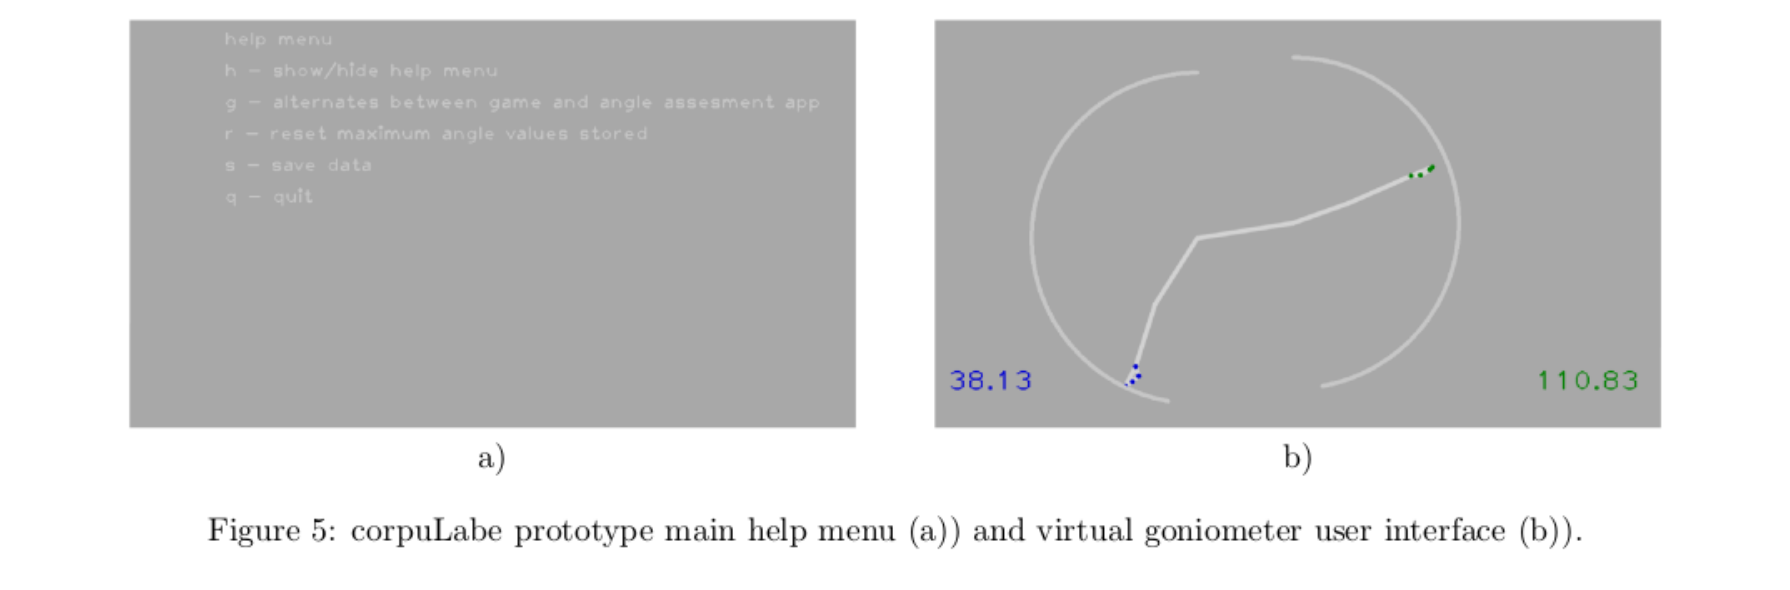 help menu
h - show/hide help menu
g - alternates between game and angle assesment app
r - reset maximum angle values stored
s - save data
q - quit
38.13
110.83
a)
b)
Figure 5: corpuLabe prototype main help menu (a)) and virtual goniometer user interface (b)).